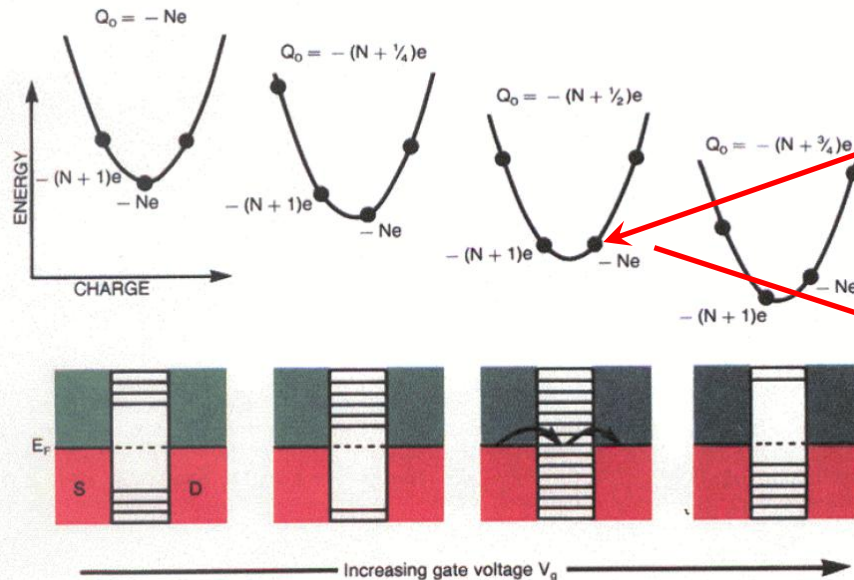 Q₀ = – Ne
Q₀ = – (N + ¼)e
Q₀ = – (N + ½)e
Q₀ = – (N + ¾)e
ENERGY
– (N + 1)e
– Ne
– (N + 1)e
– Ne
– (N + 1)e
– Ne
– (N + 1)e
– Ne
CHARGE
E_F
S
D
Increasing gate voltage V_g